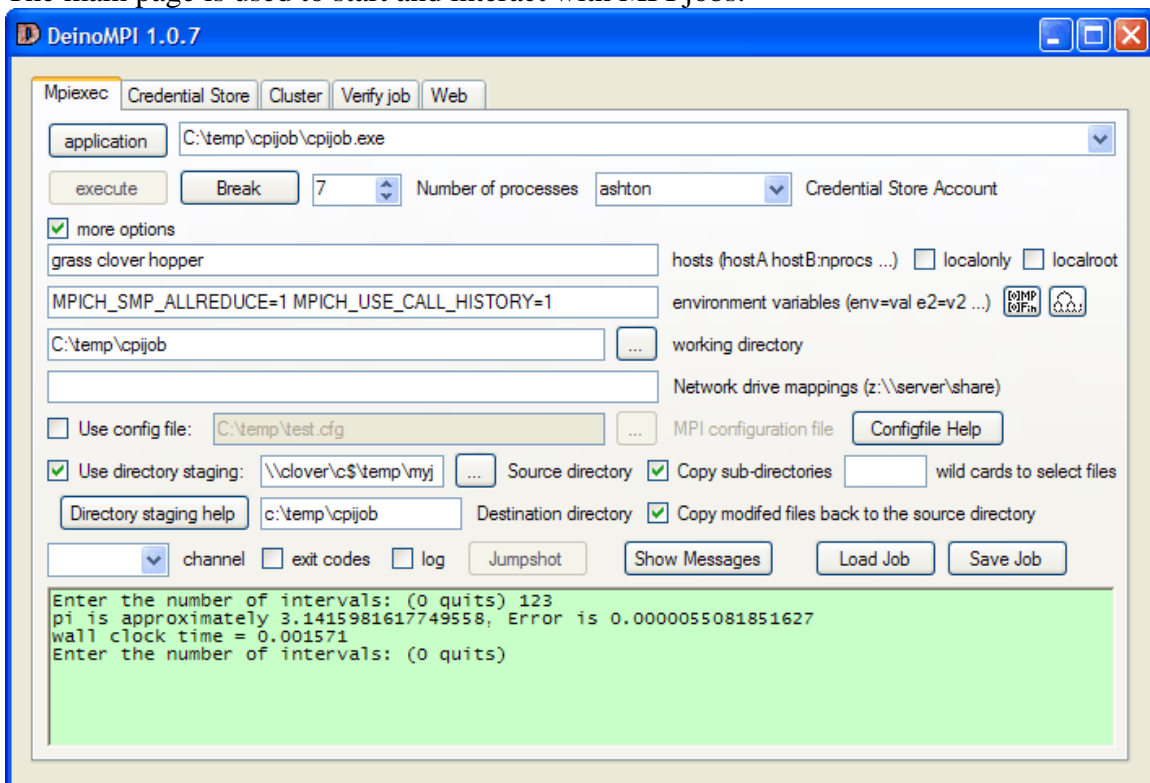 The main page is used to start and interact with MPI jobs.
DeinoMPI 1.0.7
Mpiexec Credential Store Cluster Verify job Web
application C:\temp\cpijob\cpijob.exe
execute Break 7 Number of processes ashton Credential Store Account
more options
grass clover hopper hosts (hostA hostB:nprocs ...) localonly localroot
MPICH_SMP_ALLREDUCE=1 MPICH_USE_CALL_HISTORY=1 environment variables (env=val e2=v2 ...)
C:\temp\cpijob ... working directory
Network drive mappings (z:\\server\share)
Use config file: C:\temp\test.cfg ... MPI configuration file Configfile Help
Use directory staging: \\clover\c$\temp\myj ... Source directory Copy sub-directories wild cards to select files
Directory staging help c:\temp\cpijob Destination directory Copy modifed files back to the source directory
channel exit codes log Jumpshot Show Messages Load Job Save Job
Enter the number of intervals: (0 quits) 123
pi is approximately 3.1415981617749558, Error is 0.0000055081851627
wall clock time = 0.001571
Enter the number of intervals: (0 quits)